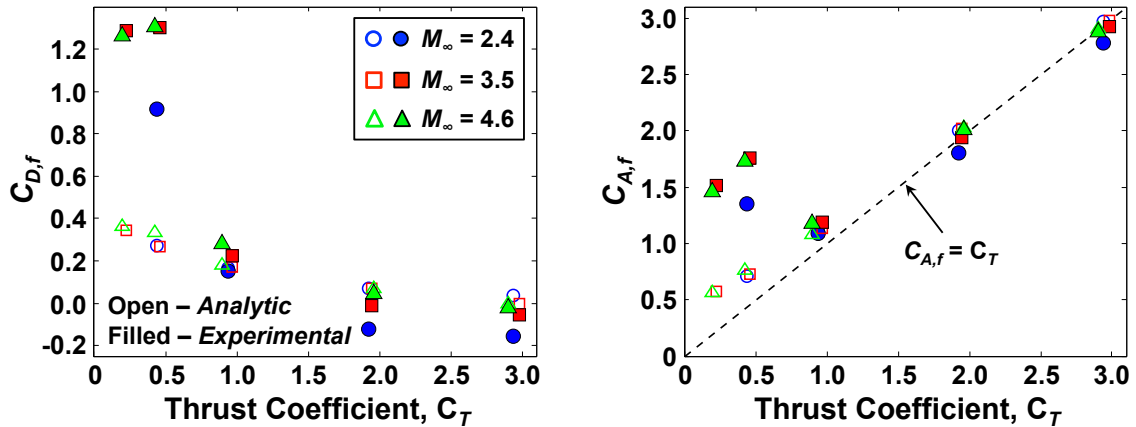 C_{D,f}
1.2
1.0
0.8
0.6
0.4
0.2
0.0
-0.2
M∞ = 2.4
M∞ = 3.5
M∞ = 4.6
Open – Analytic
Filled – Experimental
0 0.5 1.0 1.5 2.0 2.5 3.0
Thrust Coefficient, C_T
C_{A,f}
3.0
2.5
2.0
1.5
1.0
0.5
0
C_{A,f} = C_T
0 0.5 1.0 1.5 2.0 2.5 3.0
Thrust Coefficient, C_T